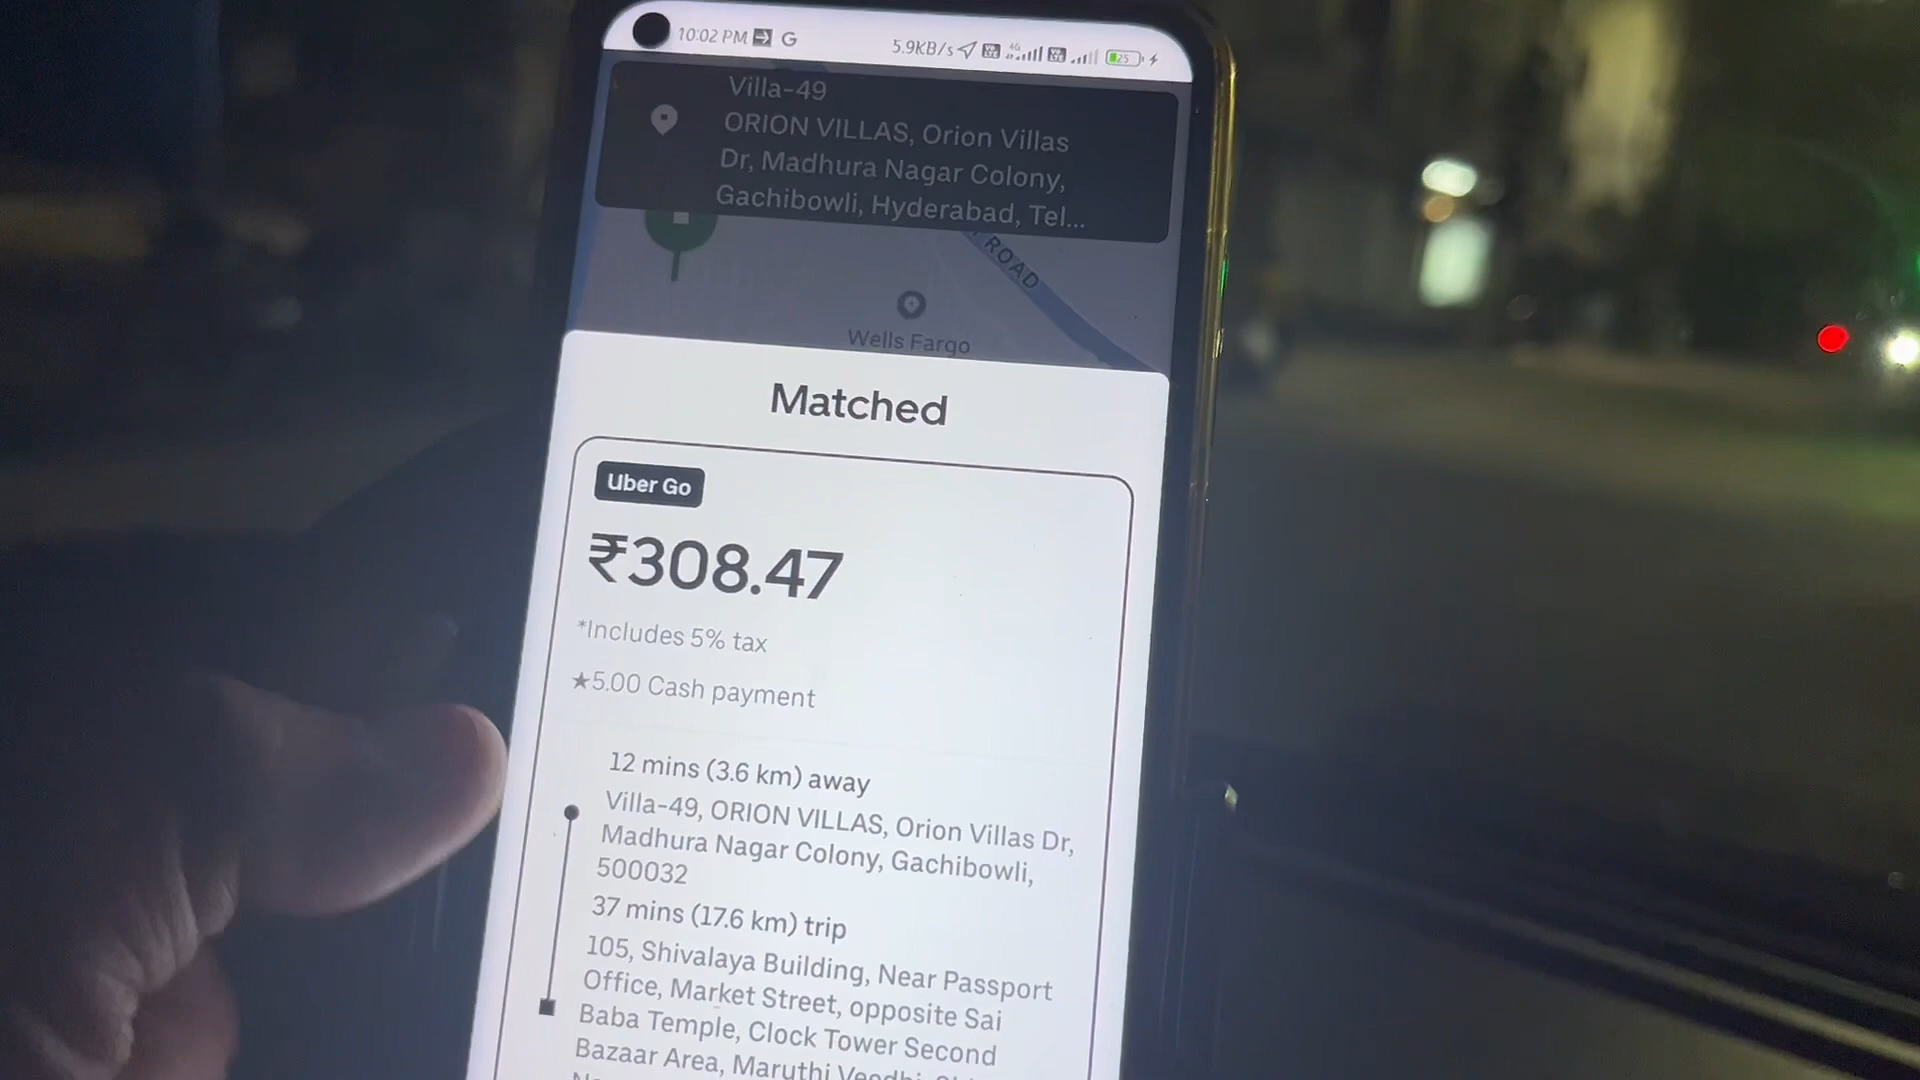 10:02 PM G 5.9KB/s 4G 25
Villa-49
ORION VILLAS, Orion Villas
Dr, Madhura Nagar Colony,
Gachibowli, Hyderabad, Tel...
ROAD
Wells Fargo
Matched
Uber Go
₹308.47
*Includes 5% tax
★5.00 Cash payment
12 mins (3.6 km) away
Villa-49, ORION VILLAS, Orion Villas Dr,
Madhura Nagar Colony, Gachibowli,
500032
37 mins (17.6 km) trip
105, Shivalaya Building, Near Passport
Office, Market Street, opposite Sai
Baba Temple, Clock Tower Second
Bazaar Area, Maruthi Veedhi,